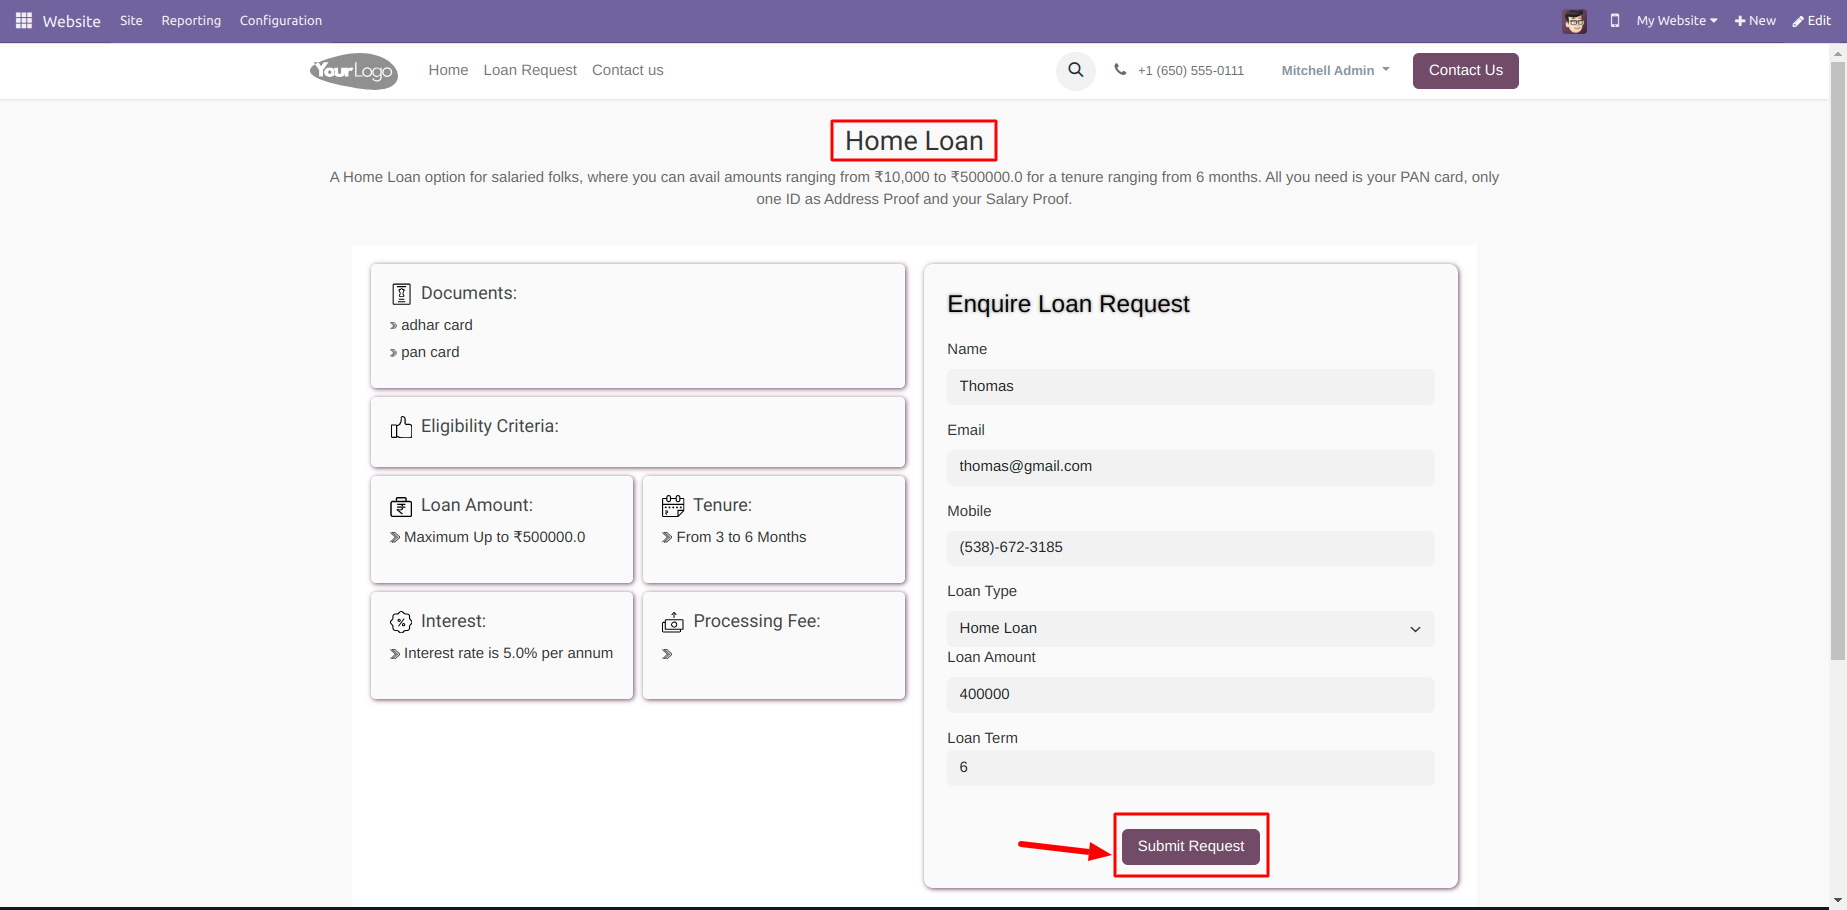 Website Site Reporting Configuration My Website New Edit
YourLogo Home Loan Request Contact us +1 (650) 555-0111 Mitchell Admin Contact Us
Home Loan
A Home Loan option for salaried folks, where you can avail amounts ranging from ₹10,000 to ₹500000.0 for a tenure ranging from 6 months. All you need is your PAN card, only
one ID as Address Proof and your Salary Proof.
Documents:
adhar card
pan card
Eligibility Criteria:
Loan Amount:
Maximum Up to ₹500000.0
Tenure:
From 3 to 6 Months
Interest:
Interest rate is 5.0% per annum
Processing Fee:
Enquire Loan Request
Name
Thomas
Email
thomas@gmail.com
Mobile
(538)-672-3185
Loan Type
Home Loan
Loan Amount
400000
Loan Term
6
Submit Request